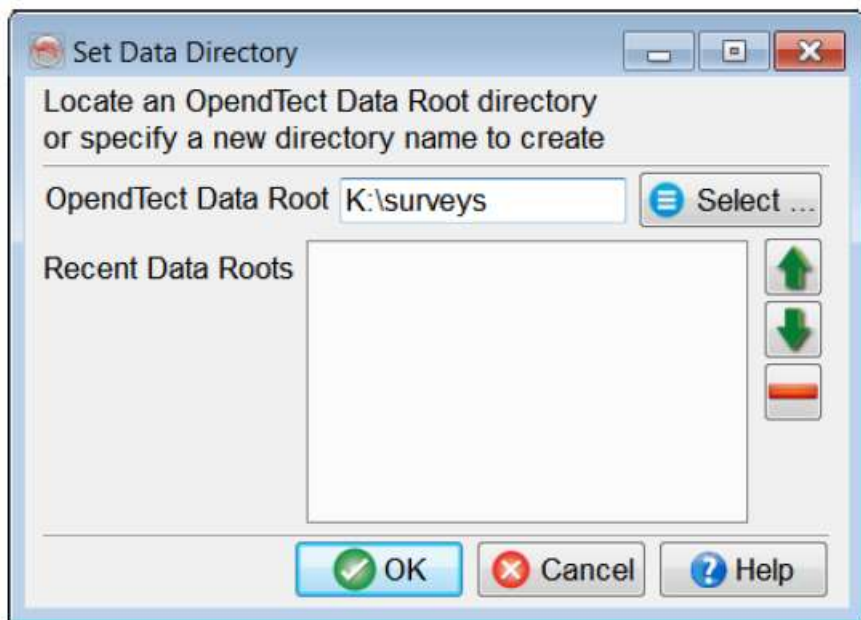 Set Data Directory
Locate an OpendTect Data Root directory
or specify a new directory name to create
OpendTect Data Root K:\surveys Select ...
Recent Data Roots
OK Cancel Help